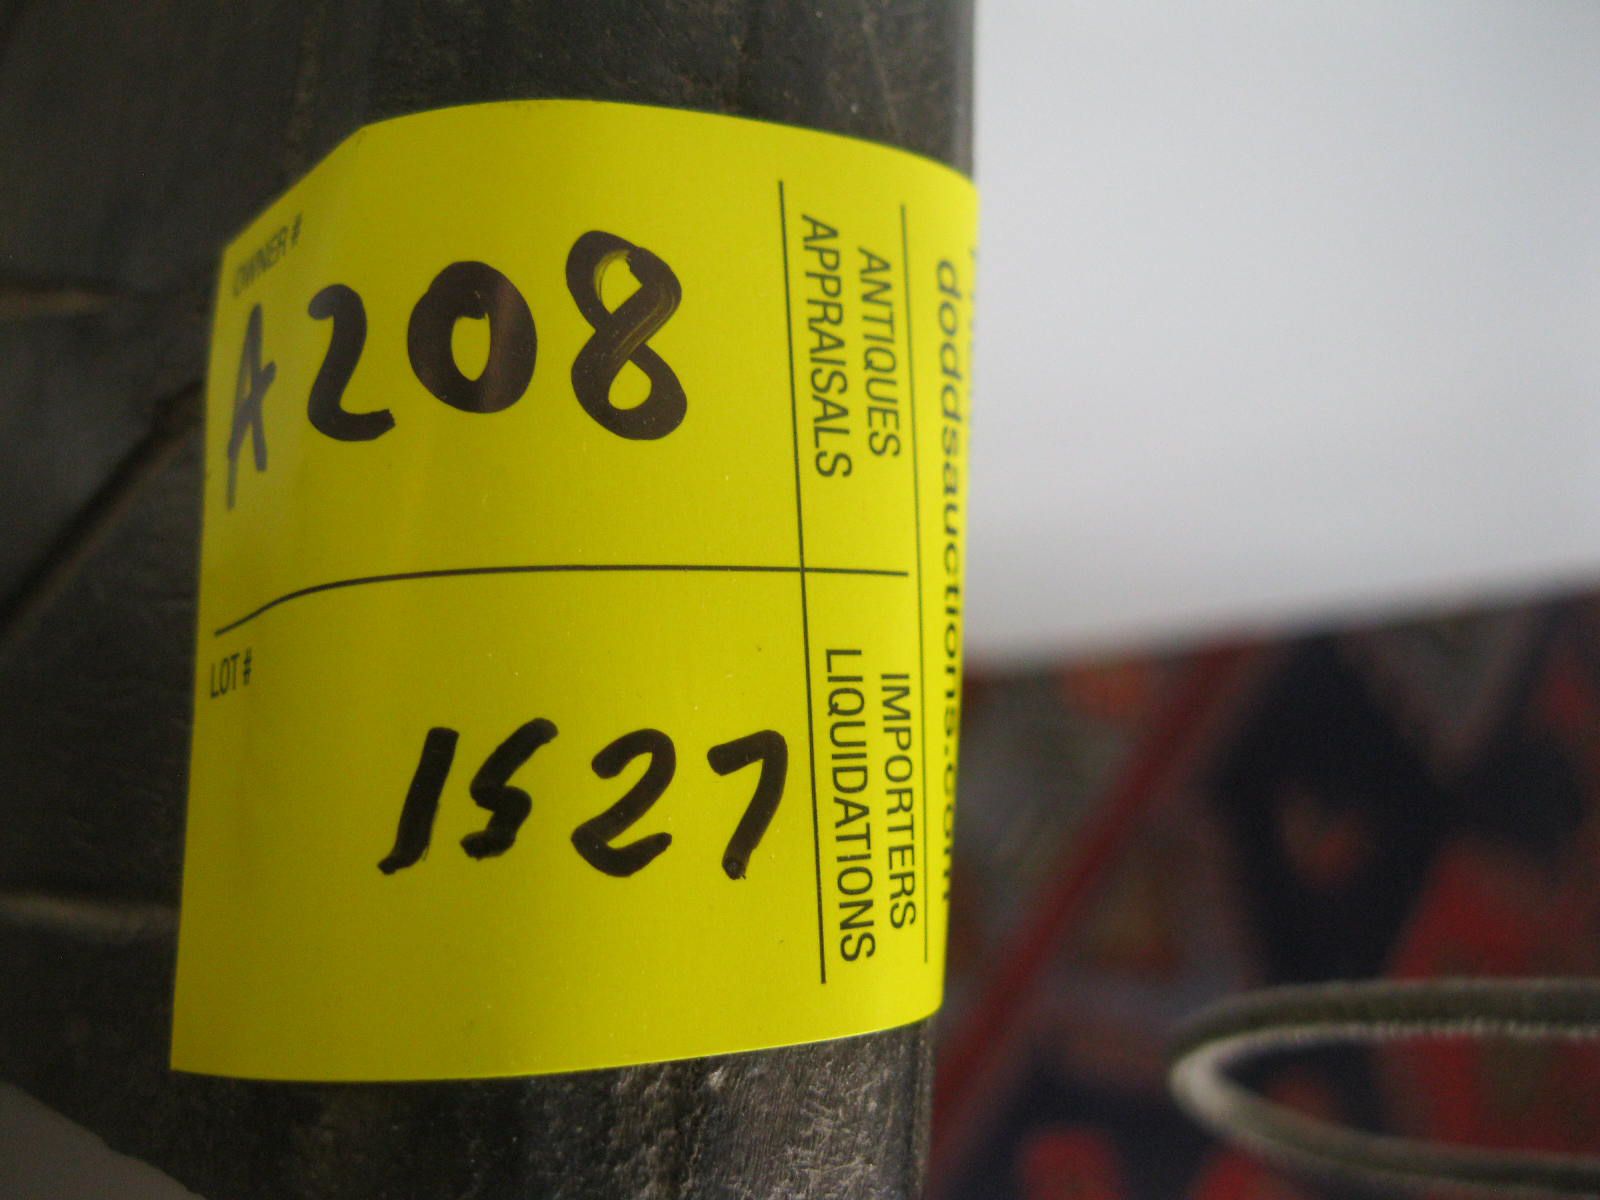 OWNER #
A208
LOT #
1527
ANTIQUES
APPRAISALS
IMPORTERS
LIQUIDATIONS
doddsauctions.com